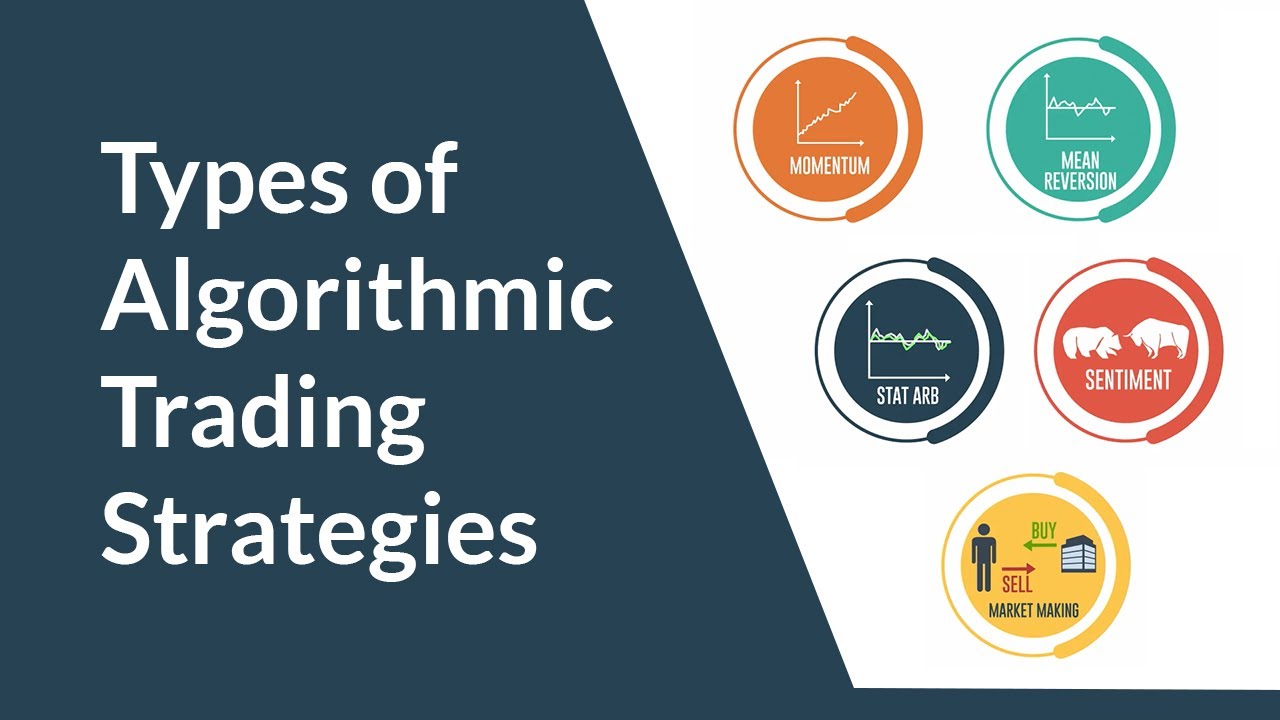 Types of
Algorithmic
Trading
Strategies
MOMENTUM
MEAN
REVERSION
STAT ARB
SENTIMENT
BUY
SELL
MARKET MAKING